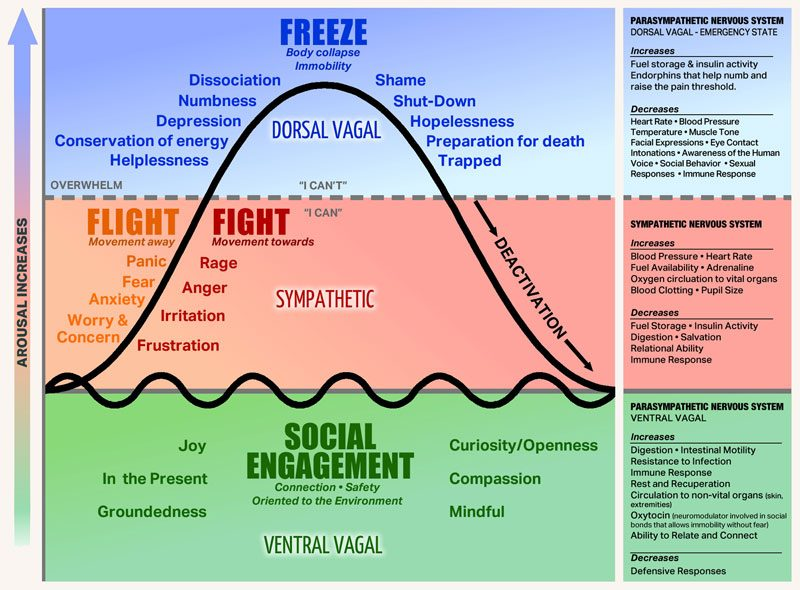 FREEZE
Body collapse
Immobility
Dissociation
Numbness
Depression
Conservation of energy
Helplessness
Shame
Shut-Down
Hopelessness
Preparation for death
Trapped
DORSAL VAGAL
OVERWHELM
"I CAN'T"
"I CAN"
FLIGHT
Movement away
Panic
Fear
Anxiety
Worry &
Concern
FIGHT
Movement towards
Rage
Anger
Irritation
Frustration
SYMPATHETIC
DEACTIVATION
AROUSAL INCREASES
SOCIAL
ENGAGEMENT
Connection • Safety
Oriented to the Environment
Joy
In the Present
Groundedness
Curiosity/Openness
Compassion
Mindful
VENTRAL VAGAL
PARASYMPATHETIC NERVOUS SYSTEM
DORSAL VAGAL - EMERGENCY STATE
Increases
Fuel storage & insulin activity
Endorphins that help numb and
raise the pain threshold.
Decreases
Heart Rate • Blood Pressure
Temperature • Muscle Tone
Facial Expressions • Eye Contact
Intonations • Awareness of the Human
Voice • Social Behavior • Sexual
Responses • Immune Response
SYMPATHETIC NERVOUS SYSTEM
Increases
Blood Pressure • Heart Rate
Fuel Availability • Adrenaline
Oxygen circluation to vital organs
Blood Clotting • Pupil Size
Decreases
Fuel Storage • Insulin Activity
Digestion • Salvation
Relational Ability
Immune Response
PARASYMPATHETIC NERVOUS SYSTEM
VENTRAL VAGAL
Increases
Digestion • Intestinal Motility
Resistance to Infection
Immune Response
Rest and Recuperation
Circulation to non-vital organs (skin,
extremities)
Oxytocin (neuromodulator involved in social
bonds that allows immobility without fear)
Ability to Relate and Connect
Decreases
Defensive Responses